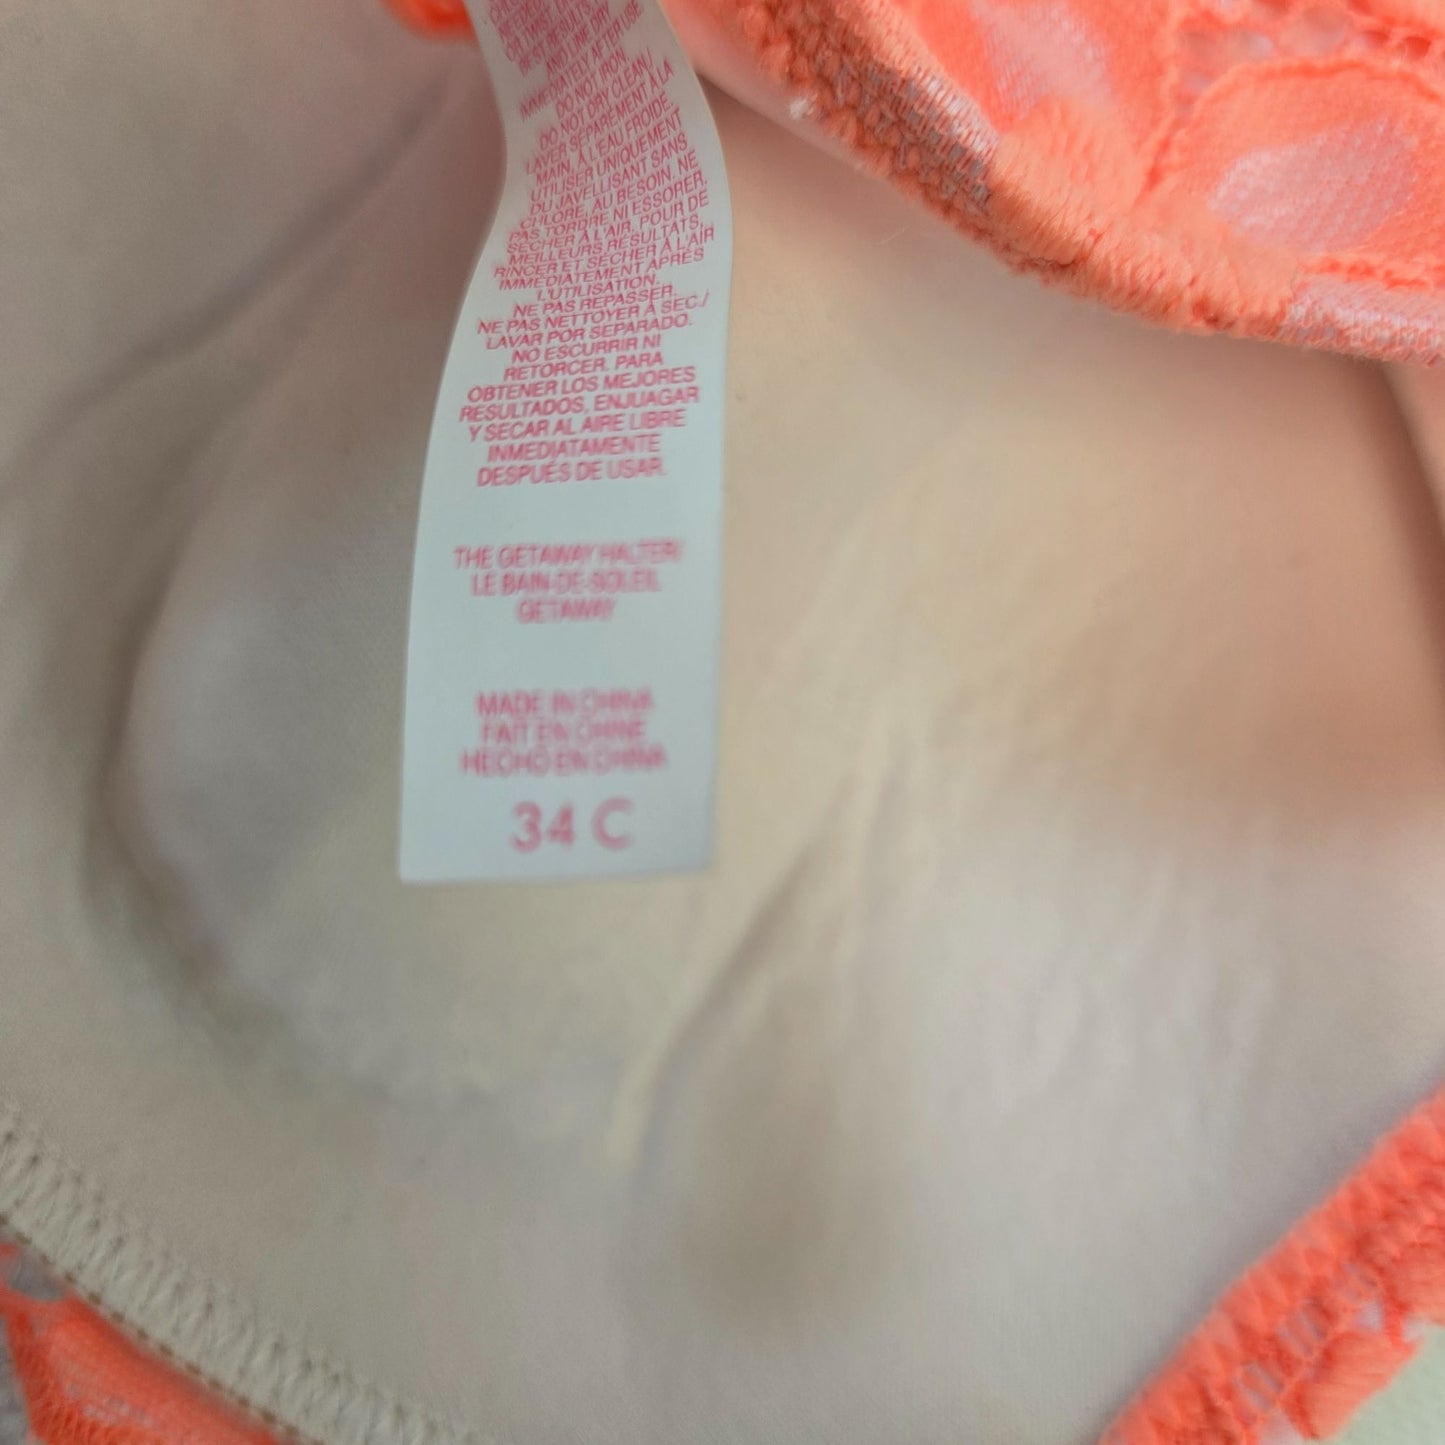 BEST RESULTS,
AND LINE DRY
IMMEDIATELY AFTER USE
DO NOT IRON
DO NOT DRY CLEAN /
LAVER SÉPARÉMENT À LA
MAIN, À L'EAU FROIDE.
UTILISER UNIQUEMENT
DU JAVELLISANT SANS
CHLORE, AU BESOIN. NE
PAS TORDRE NI ESSORER.
SÉCHER À L'AIR. POUR DE
MEILLEURS RÉSULTATS,
RINCER ET SÉCHER À L'AIR
IMMÉDIATEMENT APRÈS
L'UTILISATION.
NE PAS REPASSER.
NE PAS NETTOYER À SEC./
LAVAR POR SEPARADO.
NO ESCURRIR NI
RETORCER. PARA
OBTENER LOS MEJORES
RESULTADOS, ENJUAGAR
Y SECAR AL AIRE LIBRE
INMEDIATAMENTE
DESPUÉS DE USAR.
THE GETAWAY HALTER/
LE BAIN-DE-SOLEIL
GETAWAY
MADE IN CHINA
FAIT EN CHINE
HECHO EN CHINA
34 C